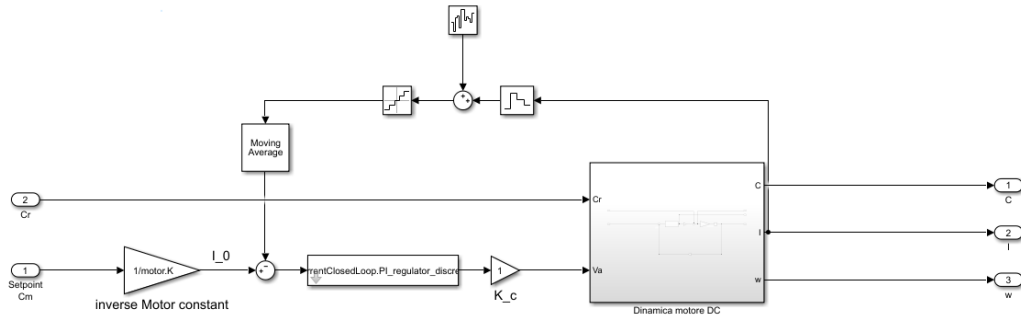 Moving
Average
2
Cr
1
Setpoint
Cm
1/motor.K
inverse Motor constant
I_0
+
-
+
+
rrentClosedLoop.PI_regulator_discre
1
K_c
Cr
Va
C
I
w
Dinamica motore DC
1
C
2
I
3
w